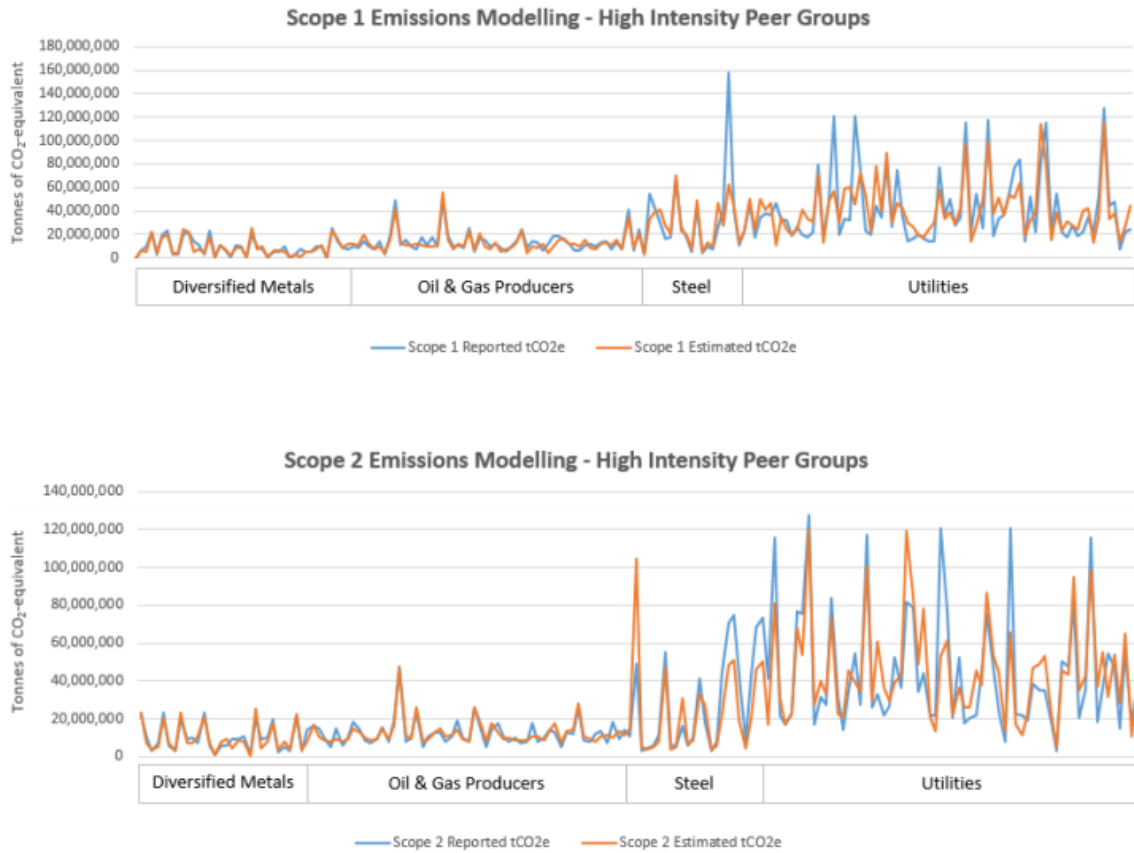 Scope 1 Emissions Modelling - High Intensity Peer Groups
Tonnes of CO₂-equivalent
180,000,000
160,000,000
140,000,000
120,000,000
100,000,000
80,000,000
60,000,000
40,000,000
20,000,000
0
Diversified Metals Oil & Gas Producers Steel Utilities
Scope 1 Reported tCO2e Scope 1 Estimated tCO2e
Scope 2 Emissions Modelling - High Intensity Peer Groups
Tonnes of CO₂-equivalent
140,000,000
120,000,000
100,000,000
80,000,000
60,000,000
40,000,000
20,000,000
0
Diversified Metals Oil & Gas Producers Steel Utilities
Scope 2 Reported tCO2e Scope 2 Estimated tCO2e